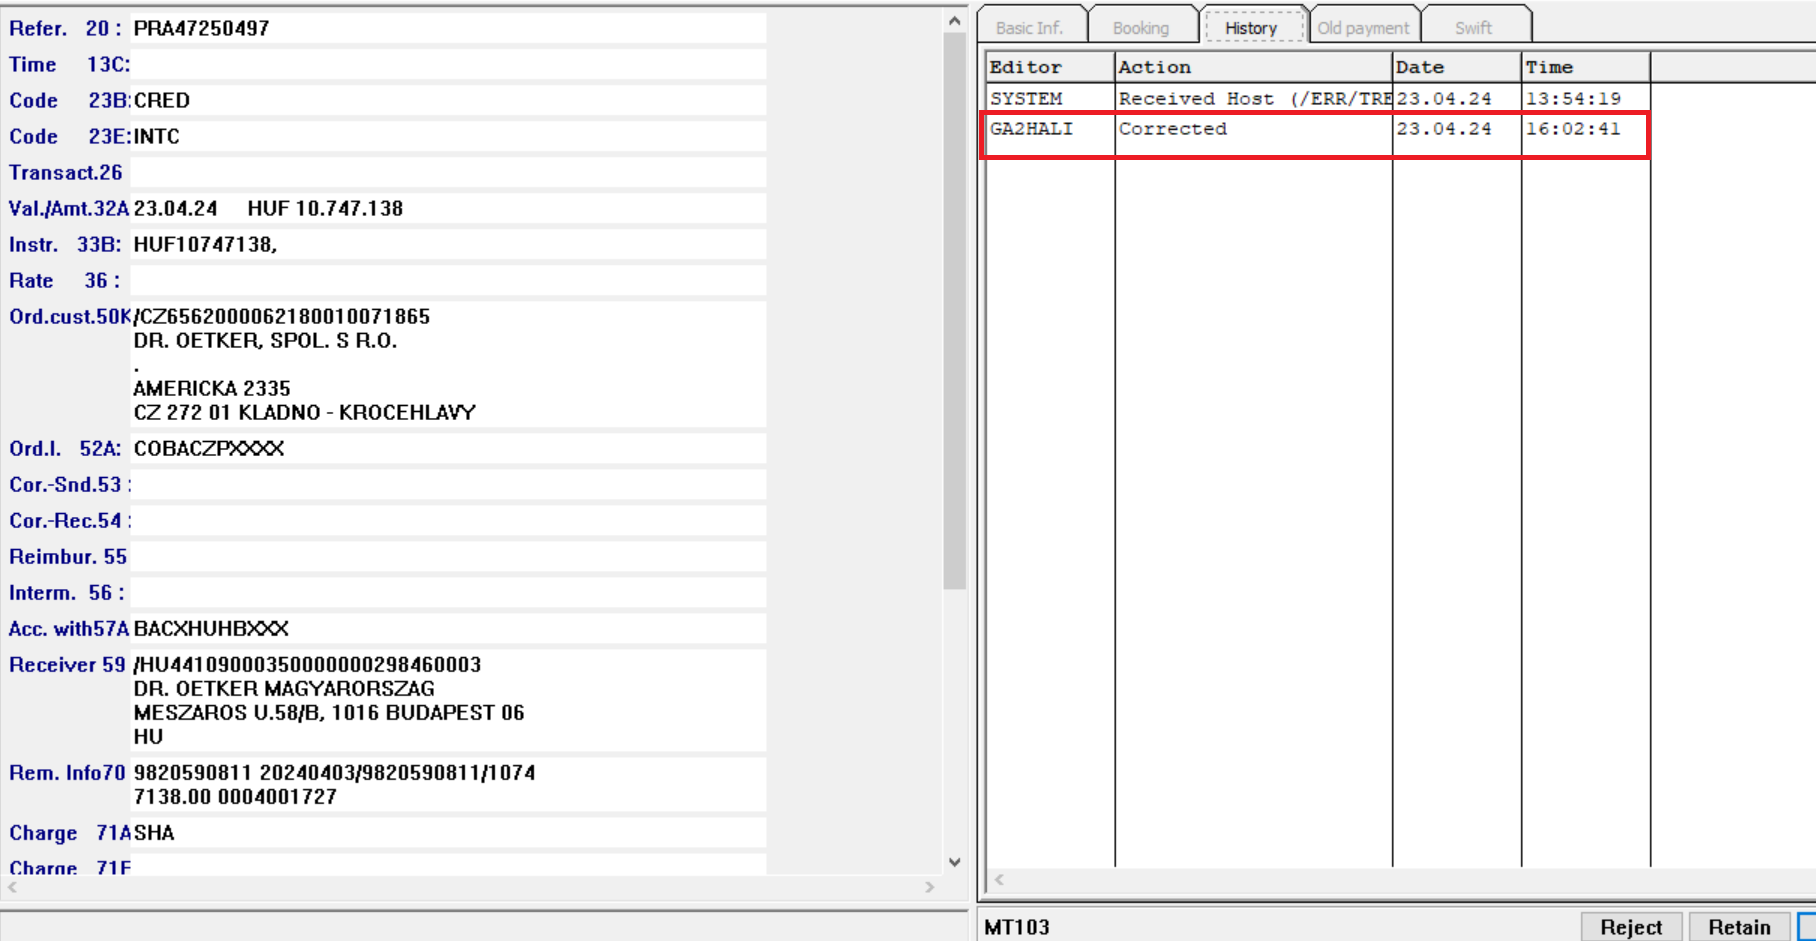 Refer. 20 : PRA47250497
Time 13C:
Code 23B: CRED
Code 23E: INTC
Transact.26
Val./Amt.32A 23.04.24 HUF 10.747.138
Instr. 33B: HUF10747138,
Rate 36 :
Ord.cust.50K /CZ6562000062180010071865
DR. OETKER, SPOL. S R.O.
.
AMERICKA 2335
CZ 272 01 KLADNO - KROCEHLAVY
Ord.I. 52A: COBACZPXXXX
Cor.-Snd.53 :
Cor.-Rec.54 :
Reimbur. 55
Interm. 56 :
Acc. with57A BACXHUHBXXX
Receiver 59 /HU44109000350000000298460003
DR. OETKER MAGYARORSZAG
MESZAROS U.58/B, 1016 BUDAPEST 06
HU
Rem. Info70 9820590811 20240403/9820590811/1074
7138.00 0004001727
Charge 71A SHA
Charge 71F
Basic Inf. Booking History Old payment Swift
Editor Action Date Time
SYSTEM Received Host (/ERR/TRE 23.04.24 13:54:19
GA2HALI Corrected 23.04.24 16:02:41
MT103 Reject Retain